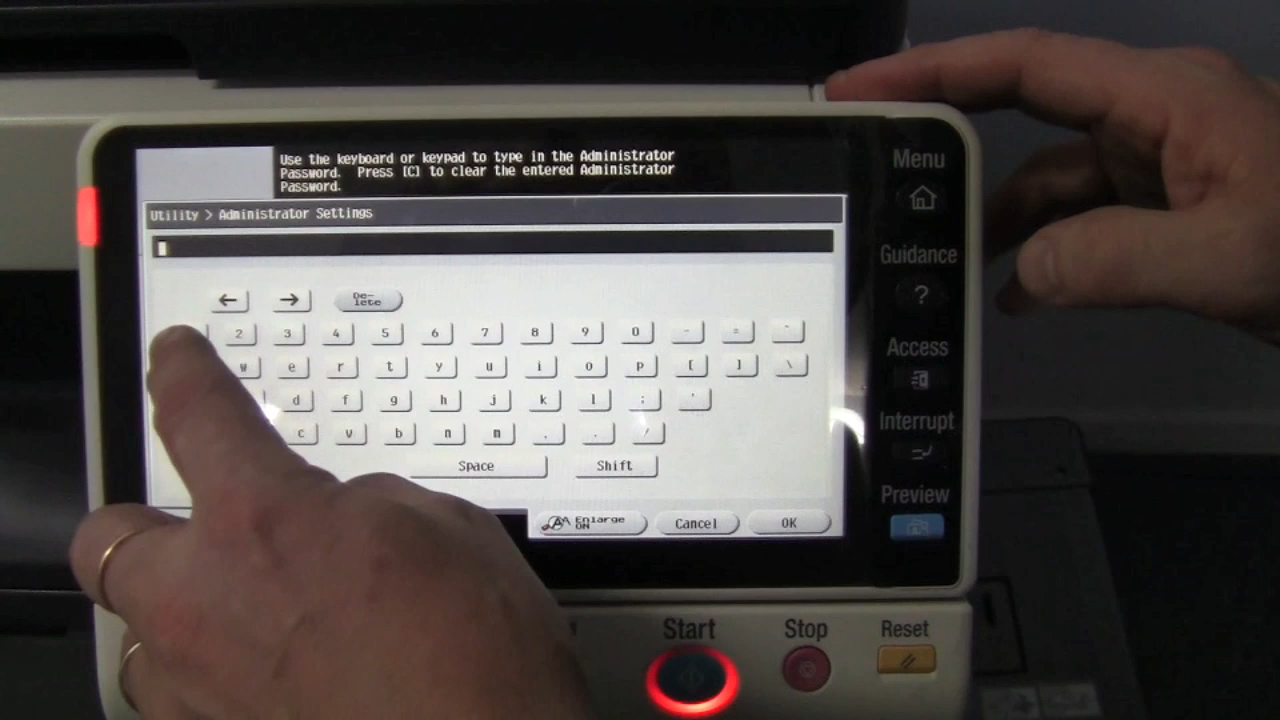 Use the keyboard or keypad to type in the Administrator
Password. Press [C] to clear the entered Administrator
Password.
Utility > Administrator Settings
← → De-
lete
2 3 4 5 6 7 8 9 0 - =
w e r t y u i o p [ ] \
d f g h j k l ; '
c v b n m , . /
Space Shift
Enlarge
ON
Cancel OK
Menu
Guidance
?
Access
Interrupt
Preview
Start Stop Reset